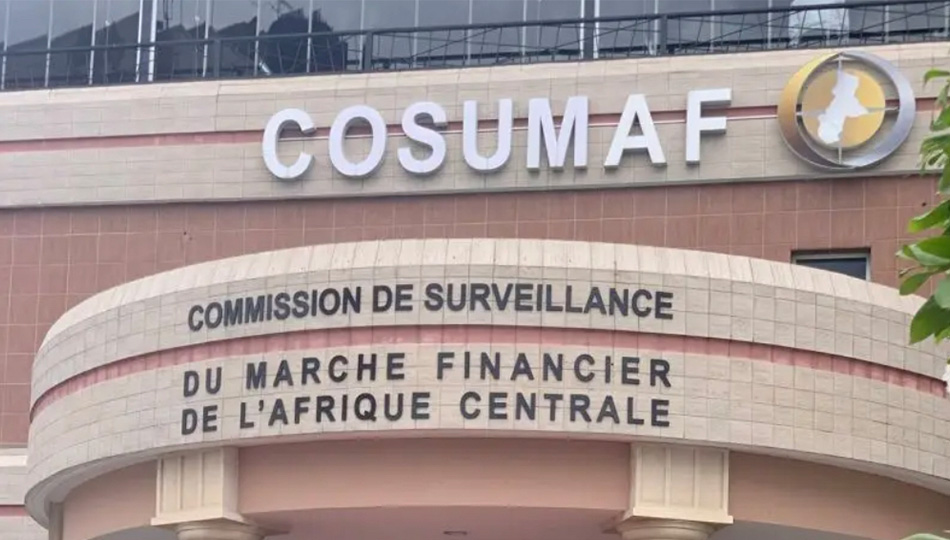 COSUMAF
COMMISSION DE SURVEILLANCE
DU MARCHE FINANCIER
DE L'AFRIQUE CENTRALE